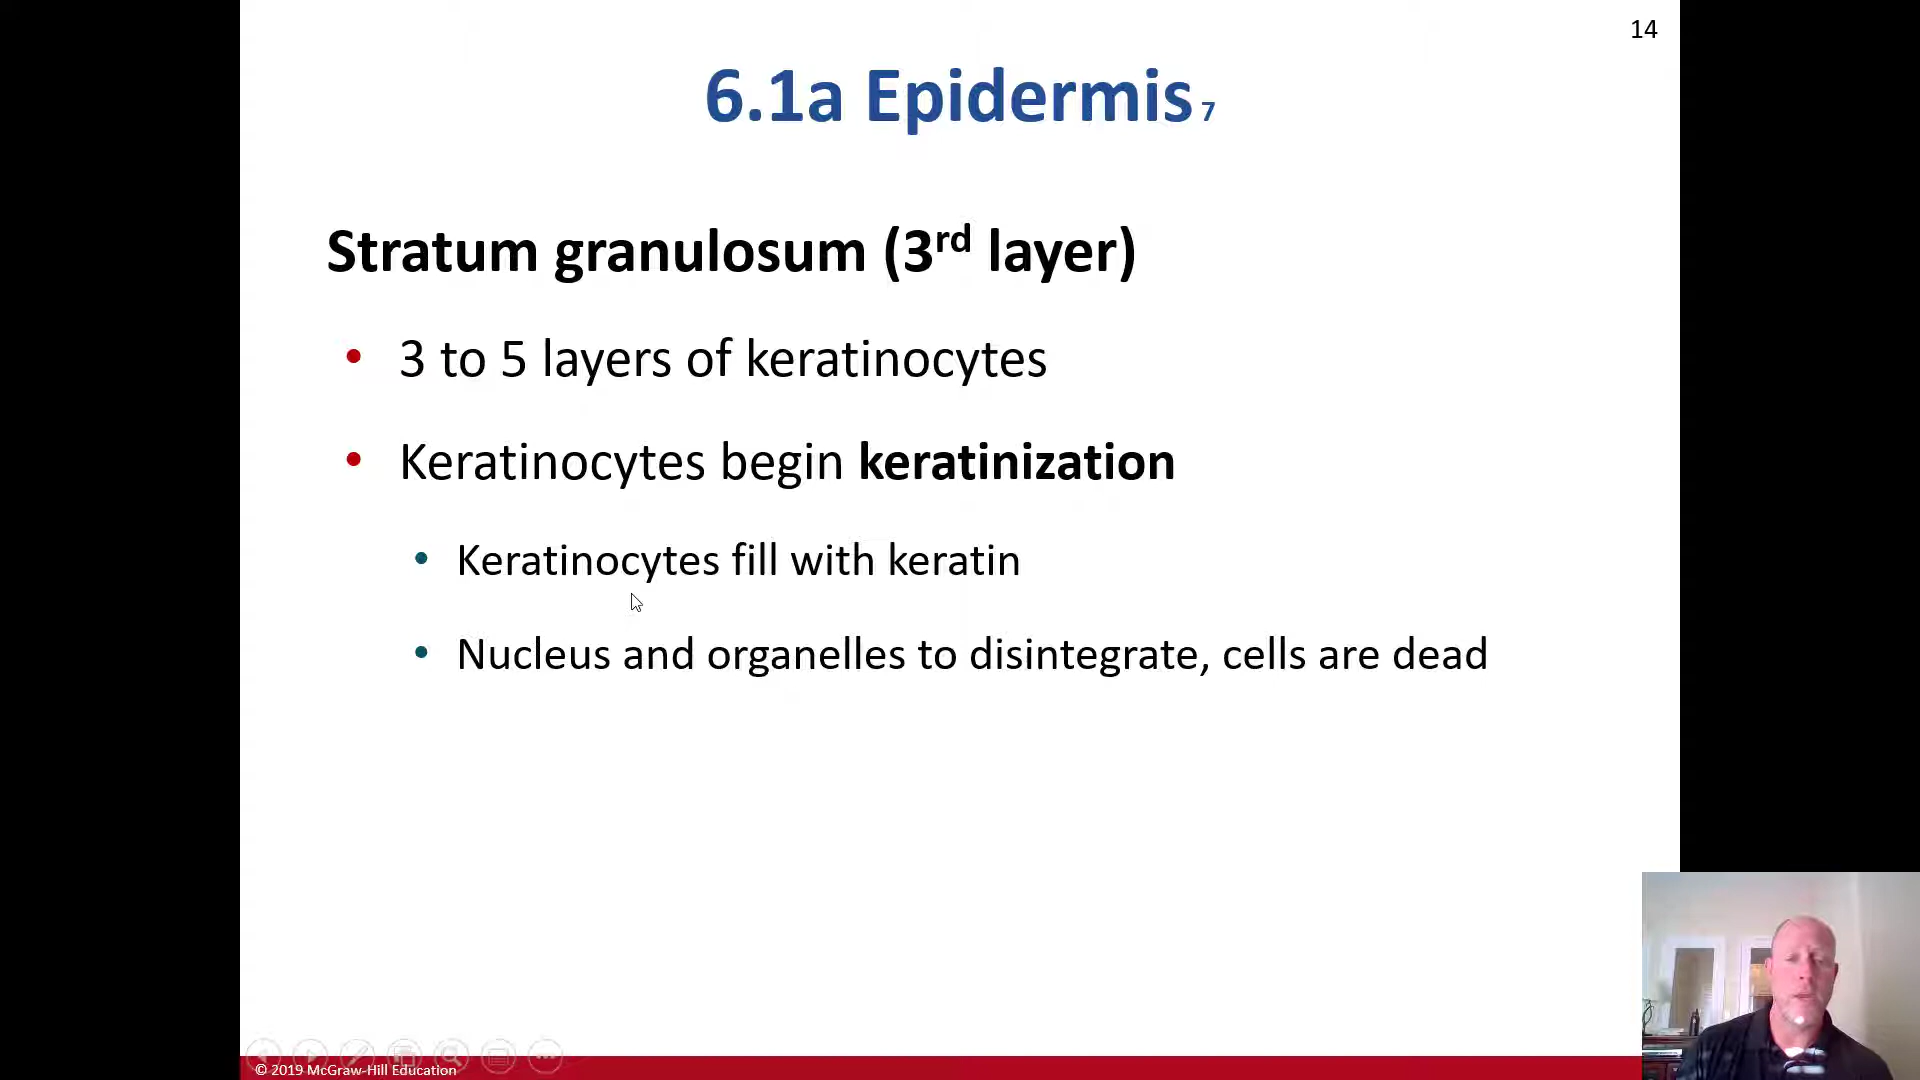 14
6.1a Epidermis 7
Stratum granulosum (3rd layer)
• 3 to 5 layers of keratinocytes
• Keratinocytes begin keratinization
• Keratinocytes fill with keratin
• Nucleus and organelles to disintegrate, cells are dead
© 2019 McGraw-Hill Education